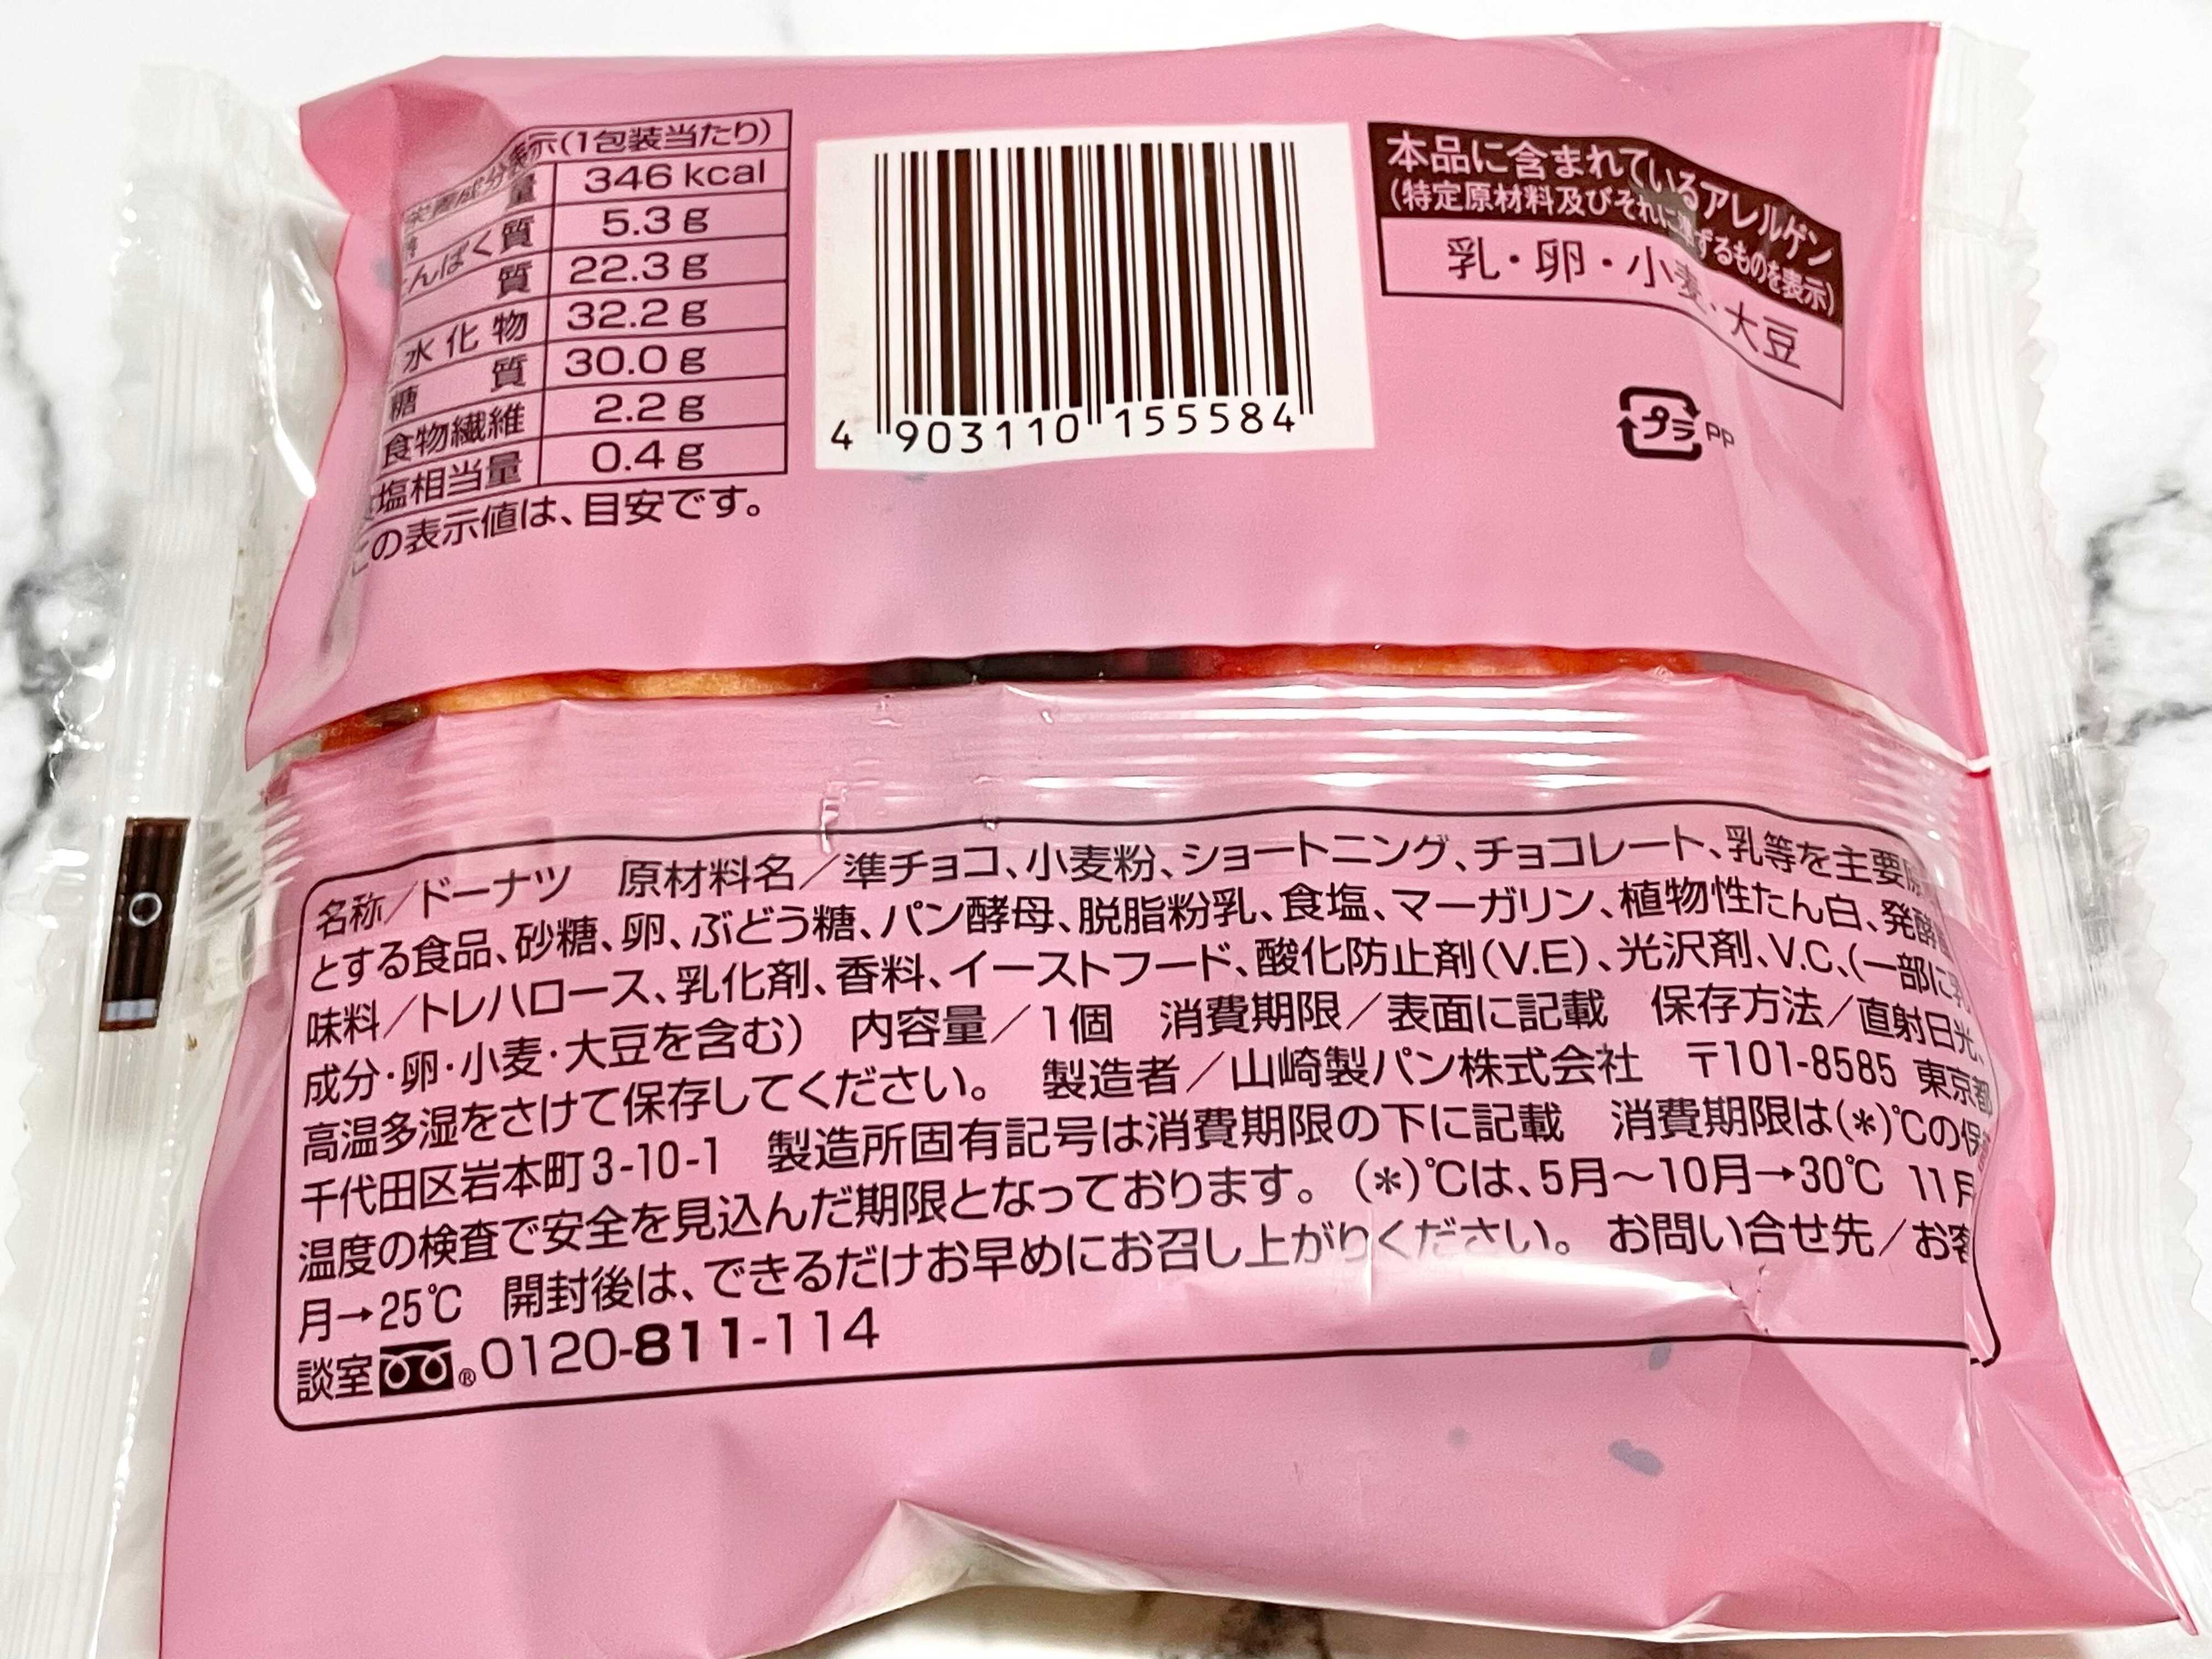 示(1包装当たり)
量 346 kcal
んぱく質 5.3g
質 22.3g
水化物 32.2g
糖質 30.0g
食物繊維 2.2g
塩相当量 0.4g
この表示値は、目安です。
4 903110 155584
本品に含まれているアレルゲン
(特定原材料及びそれに準ずるものを表示)
乳・卵・小麦・大豆
プラ PP
名称/ドーナツ 原材料名/準チョコ、小麦粉、ショートニング、チョコレート、乳等を主要原
とする食品、砂糖、卵、ぶどう糖、パン酵母、脱脂粉乳、食塩、マーガリン、植物性たん白、発酵
味料/トレハロース、乳化剤、香料、イーストフード、酸化防止剤(V.E)、光沢剤、V.C、(一部に乳
成分・卵・小麦・大豆を含む) 内容量/1個 消費期限/表面に記載 保存方法/直射日光、
高温多湿をさけて保存してください。 製造者/山崎製パン株式会社 〒101-8585 東京都
千代田区岩本町3-10-1 製造所固有記号は消費期限の下に記載 消費期限は(*)℃の保
温度の検査で安全を見込んだ期限となっております。(*)℃は、5月~10月→30℃ 11月
月→25℃ 開封後は、できるだけお早めにお召し上がりください。 お問い合せ先/お客
談室 ® 0120-811-114